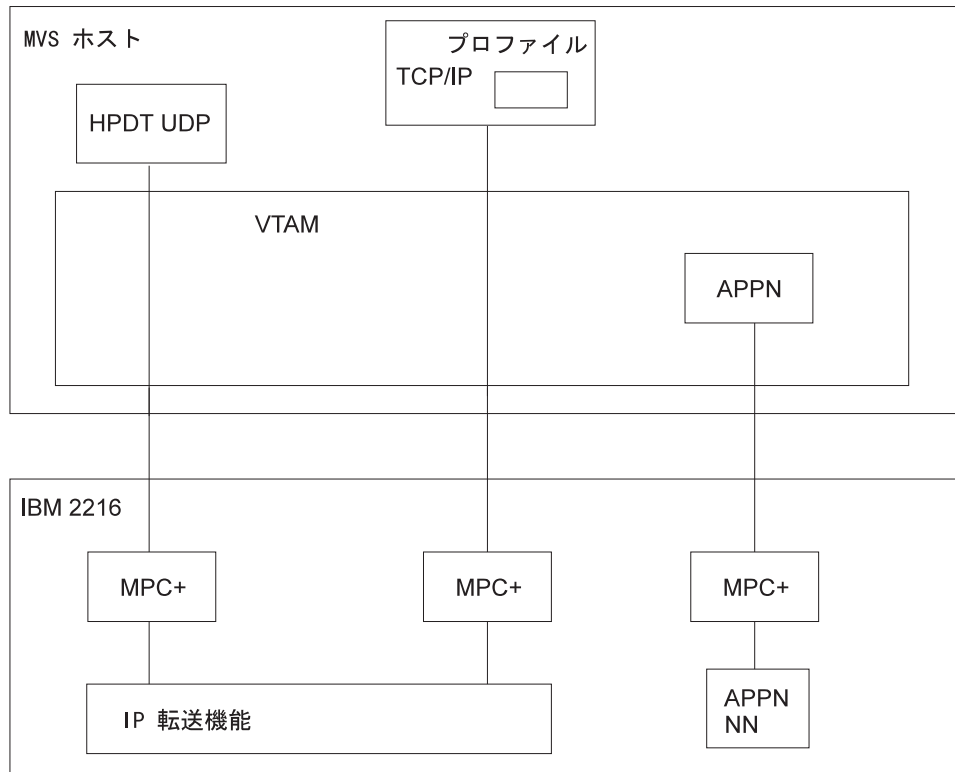 MVS ホスト
プロファイル
TCP/IP
HPDT UDP
VTAM
APPN
IBM 2216
MPC+
MPC+
MPC+
IP 転送機能
APPN
NN